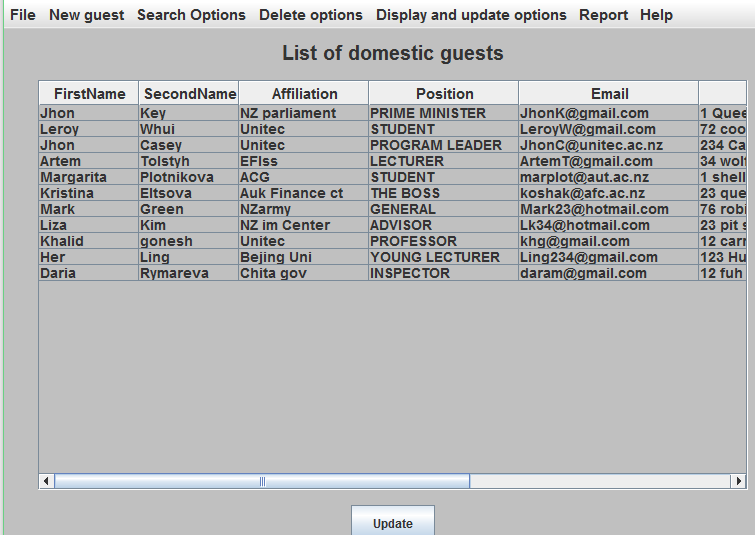 File New guest Search Options Delete options Display and update options Report Help
List of domestic guests
FirstName SecondName Affiliation Position Email
Jhon Key NZ parliament PRIME MINISTER JhonK@gmail.com 1 Quee
Leroy Whui Unitec STUDENT LeroyW@gmail.com 72 coo
Jhon Casey Unitec PROGRAM LEADER JhonC@unitec.ac.nz 234 Ca
Artem Tolstyh EFIss LECTURER ArtemT@gmail.com 34 wolf
Margarita Plotnikova ACG STUDENT marplot@aut.ac.nz 1 shell
Kristina Eltsova Auk Finance ct THE BOSS koshak@afc.ac.nz 23 que
Mark Green NZarmy GENERAL Mark23@hotmail.com 76 robi
Liza Kim NZ im Center ADVISOR Lk34@hotmail.com 23 pit s
Khalid gonesh Unitec PROFESSOR khg@gmail.com 12 carr
Her Ling Bejing Uni YOUNG LECTURER Ling234@gmail.com 123 Hu
Daria Rymareva Chita gov INSPECTOR daram@gmail.com 12 fuh
Update